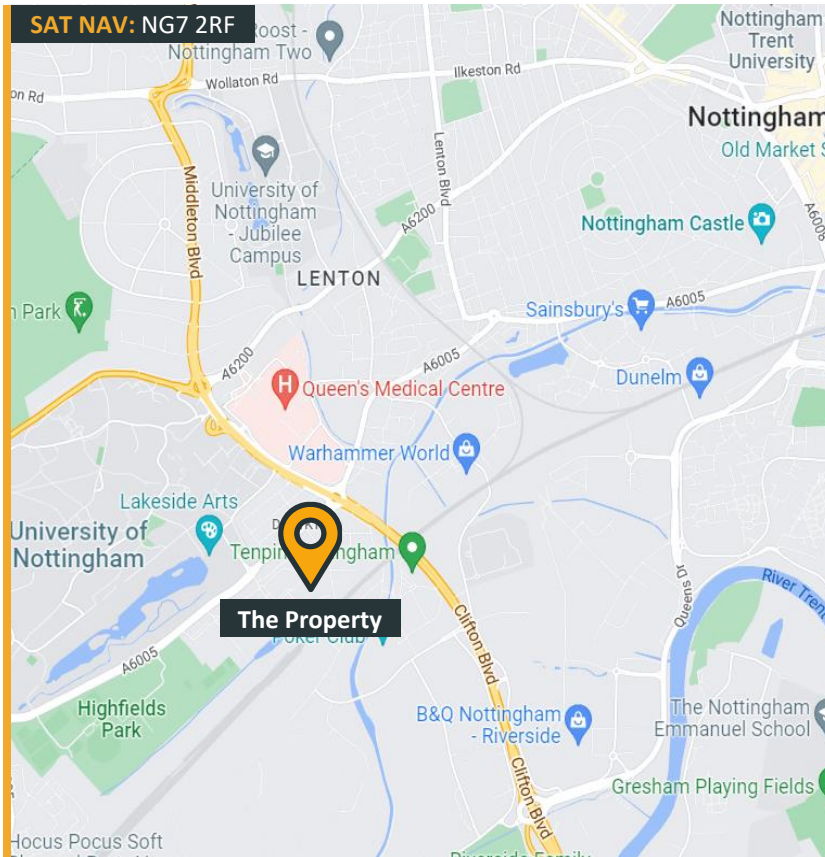 SAT NAV: NG7 2RF
Roost -
Nottingham Two
Nottingham
Trent
University
Wollaton Rd
Ilkeston Rd
on Rd
Nottingham
Old Market S
Lenton Blvd
University of
Nottingham
- Jubilee
Campus
Middleton Blvd
A6200
A6008
Nottingham Castle
LENTON
Sainsbury's
A6005
n Park
A6200
A6005
Queen's Medical Centre
Dunelm
Warhammer World
Lakeside Arts
University of
Nottingham
Tenpin
ingham
The Property
Poker Club
Clifton Blvd
Queens Dr
River Trent
A6005
Highfields
Park
B&Q Nottingham
- Riverside
The Nottingham
Emmanuel School
Clifton Blvd
Gresham Playing Fields
Hocus Pocus Soft
Riverside Family